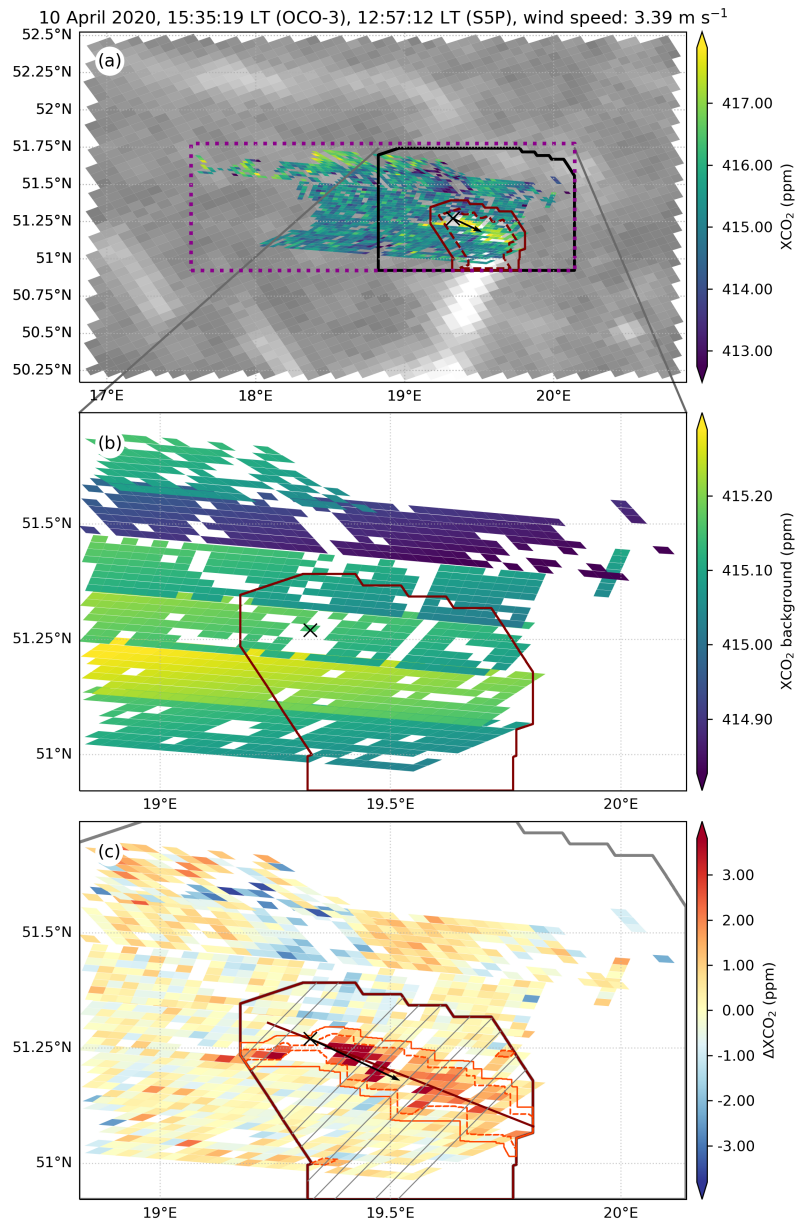 10 April 2020, 15:35:19 LT (OCO-3), 12:57:12 LT (S5P), wind speed: 3.39 m s⁻¹
52.5°N
(a)
52.25°N
52°N
51.75°N
51.5°N
51.25°N
51°N
50.75°N
50.5°N
50.25°N
17°E
18°E
19°E
20°E
417.00
416.00
415.00
414.00
413.00
XCO₂ (ppm)
(b)
51.5°N
51.25°N
51°N
19°E
19.5°E
20°E
415.20
415.10
415.00
414.90
XCO₂ background (ppm)
(c)
51.5°N
51.25°N
51°N
19°E
19.5°E
20°E
3.00
2.00
1.00
0.00
-1.00
-2.00
-3.00
ΔXCO₂ (ppm)